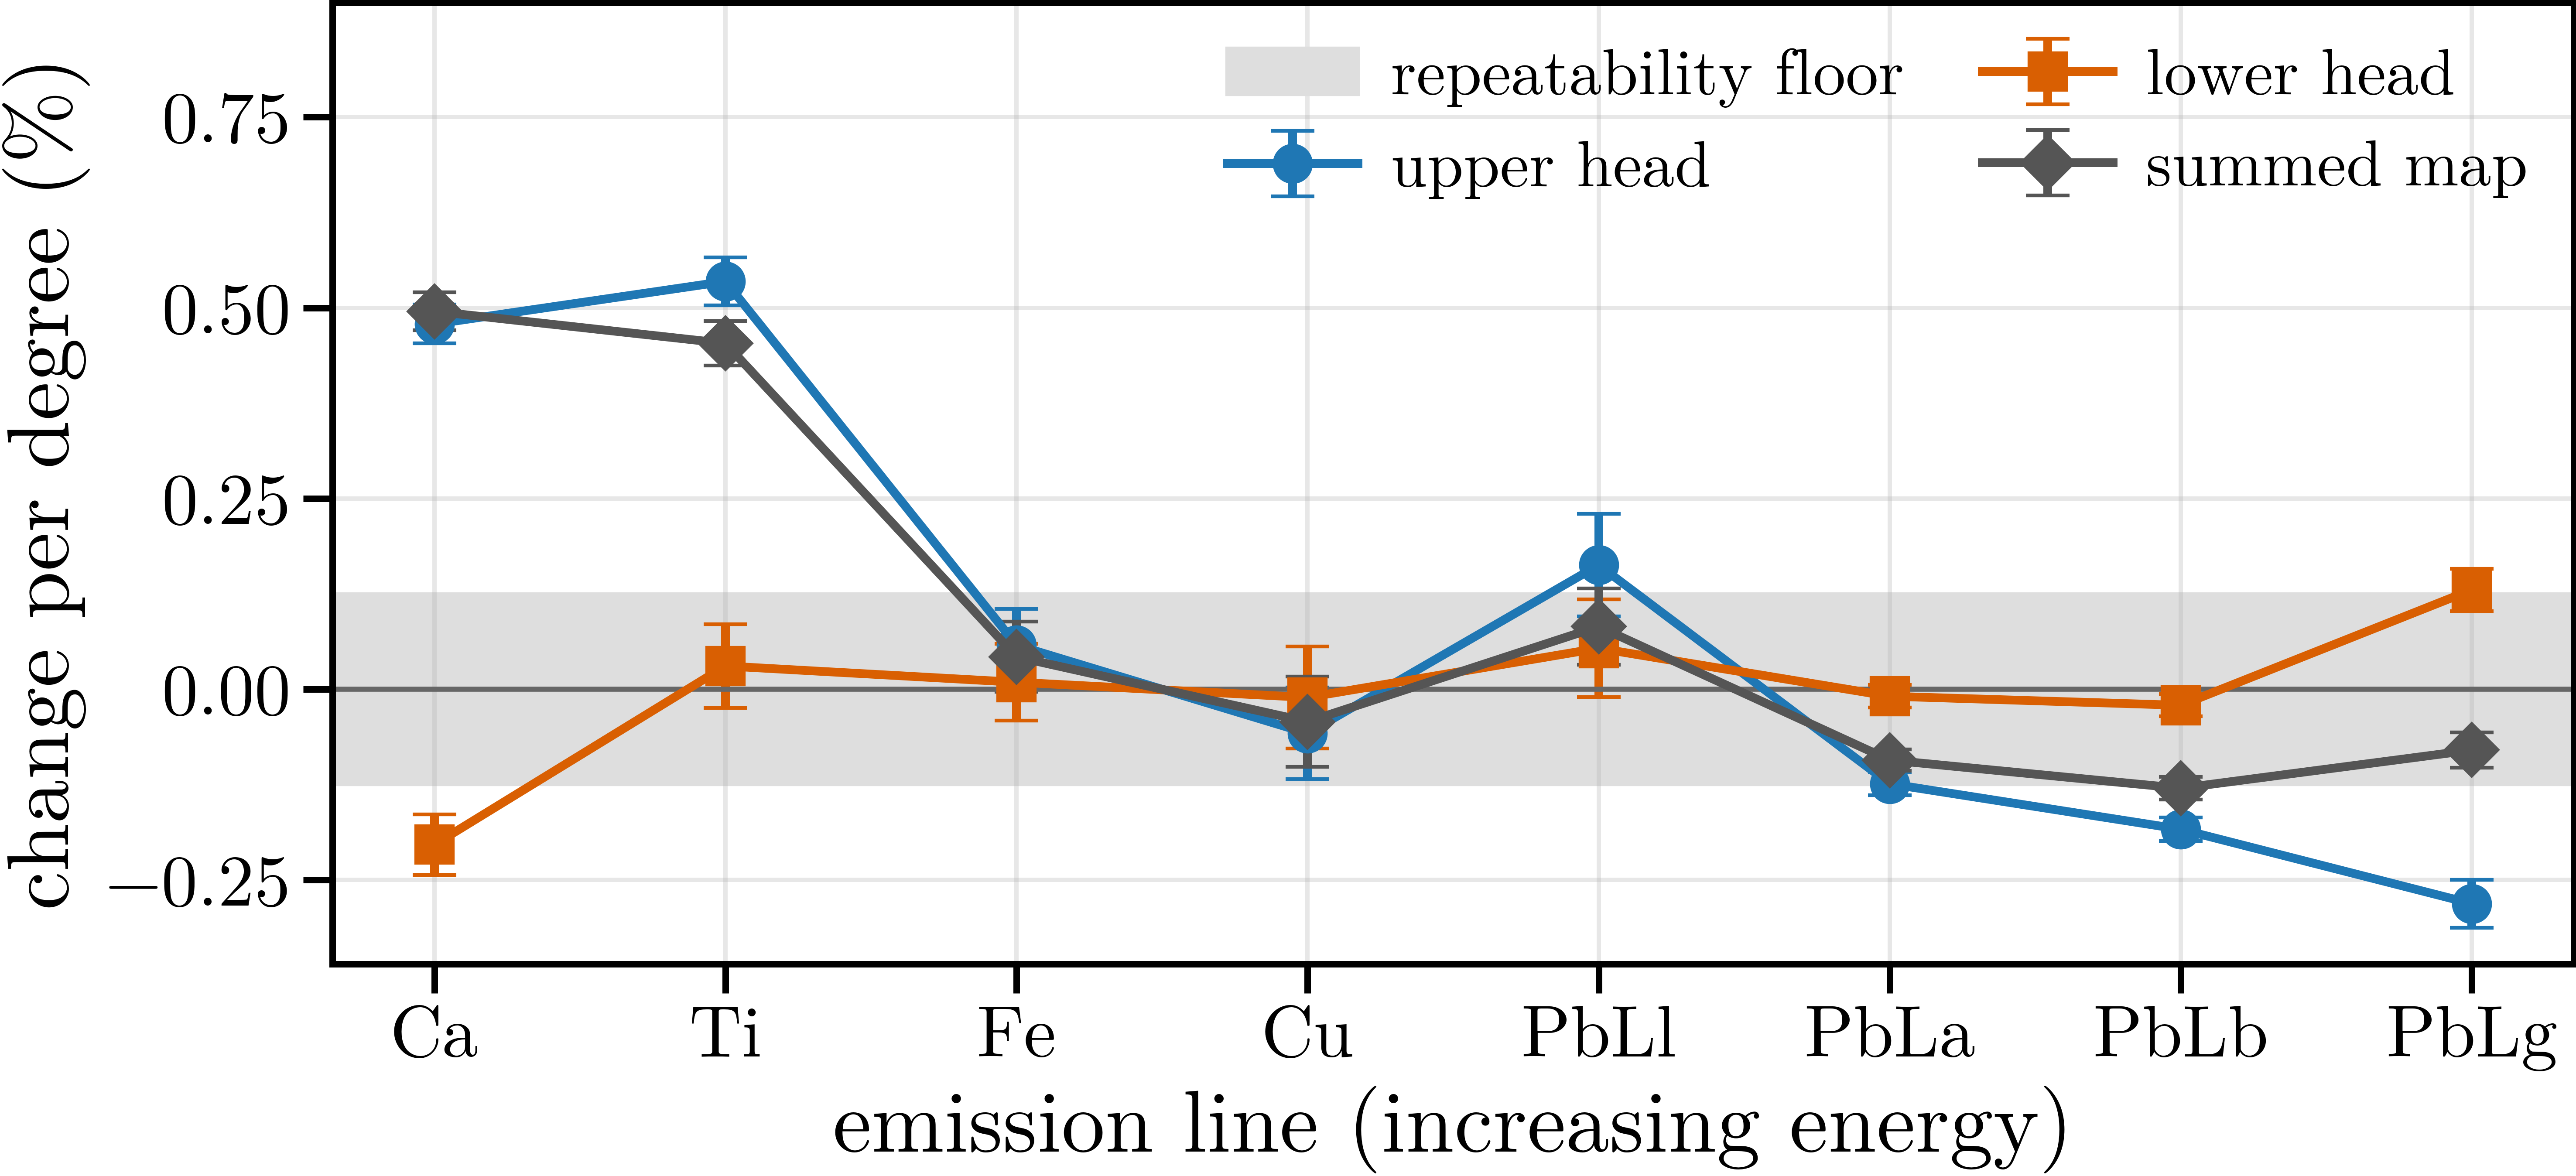 change per degree (%)
0.75
0.50
0.25
0.00
−0.25
repeatability floor
upper head
lower head
summed map
Ca Ti Fe Cu PbLl PbLa PbLb PbLg
emission line (increasing energy)